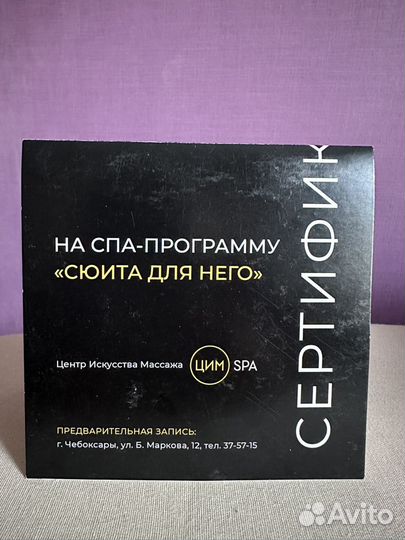 НА СПА-ПРОГРАММУ
«СЮИТА ДЛЯ НЕГО»
Центр Искусства Массажа ЦИМ SPA
ПРЕДВАРИТЕЛЬНАЯ ЗАПИСЬ:
г. Чебоксары, ул. Б. Маркова, 12, тел. 37-57-15
СЕРТИФИК
Avito